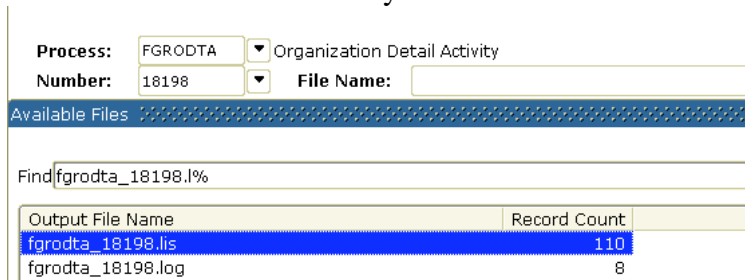 Process: FGRODTA Organization Detail Activity
Number: 18198 File Name:
Available Files
Find fgrodta_18198.l%
Output File Name Record Count
fgrodta_18198.lis 110
fgrodta_18198.log 8